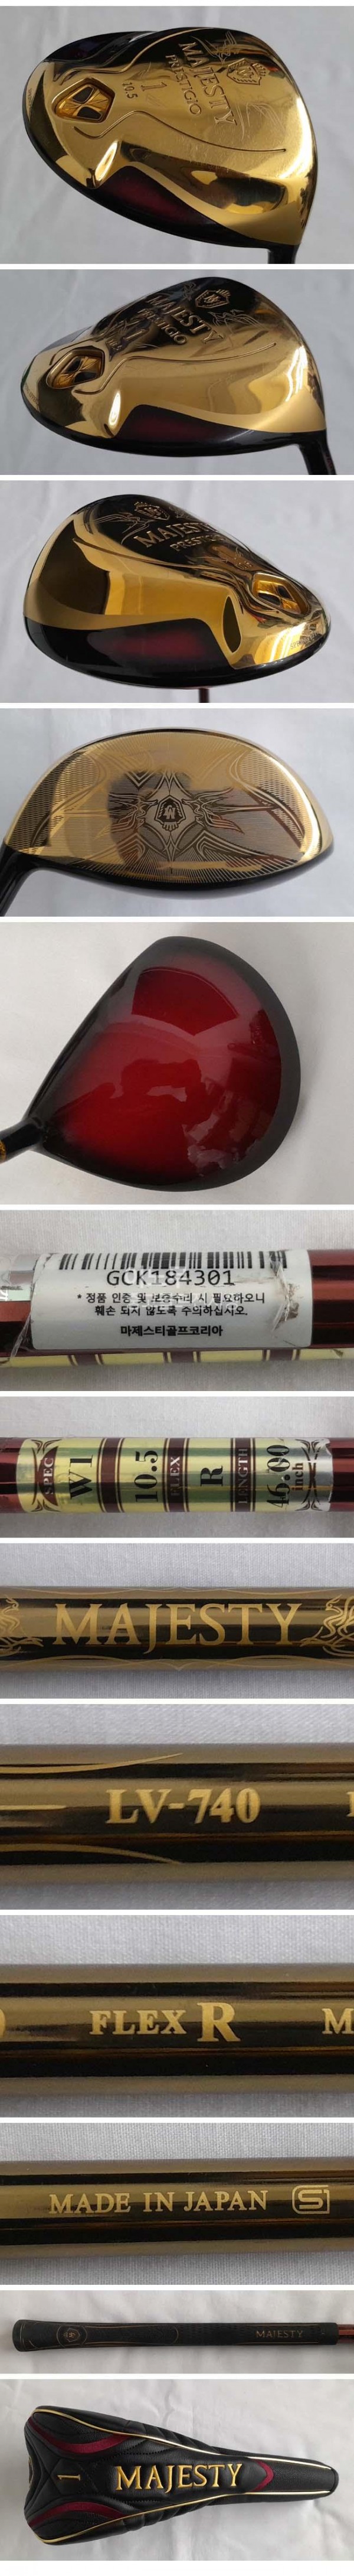 MAJESTY
PRESTIGIO
1
10.5
MAJESTY
PRESTIGIO
MAJESTY
GCK184301
* 정품 인증 및 보증수리 시 필요하오니
훼손 되지 않도록 주의하십시오.
마제스티골프코리아
SPEC
W1
10.5
FLEX
R
LENGTH
46.00
inch
MAJESTY
LV-740
FLEX R
M
MADE IN JAPAN
MAJESTY
1
MAJESTY